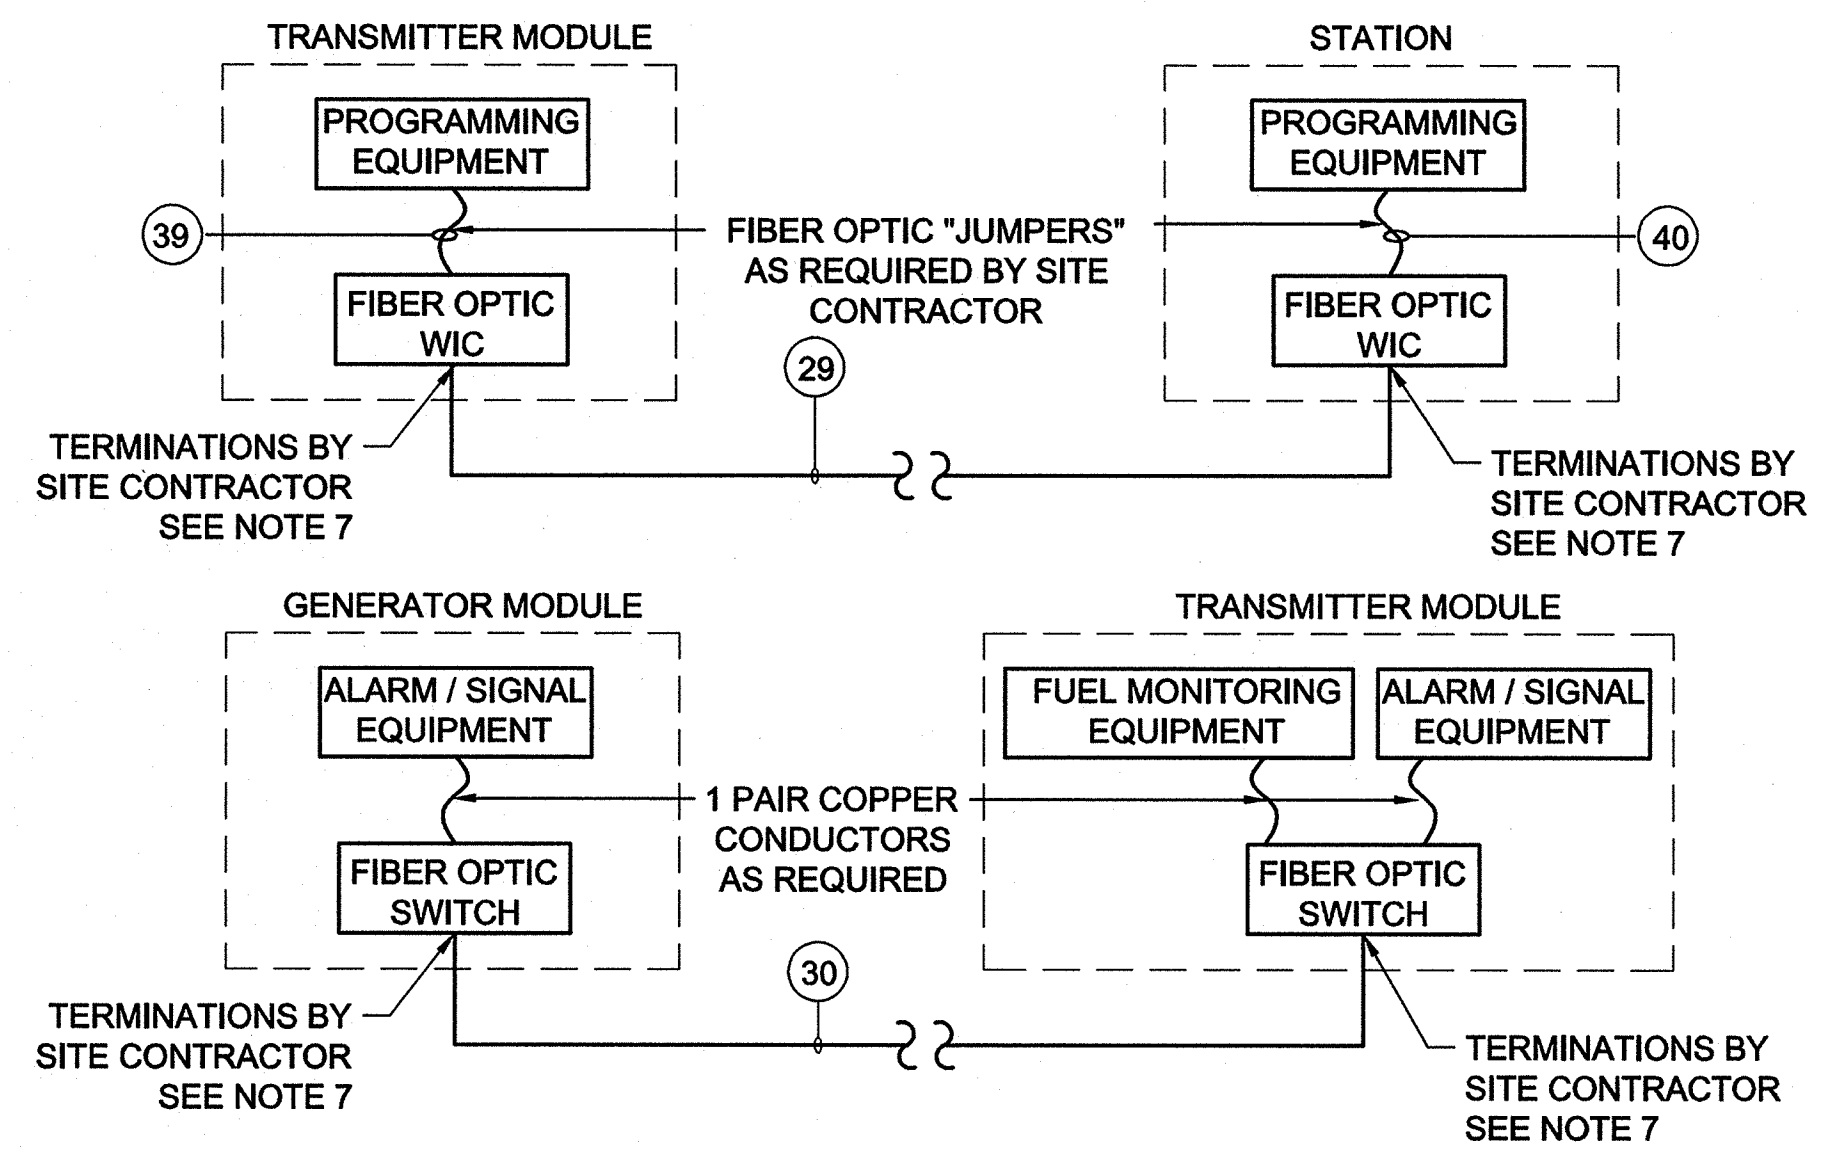 TRANSMITTER MODULE
STATION
PROGRAMMING
EQUIPMENT
PROGRAMMING
EQUIPMENT
39
FIBER OPTIC "JUMPERS"
AS REQUIRED BY SITE
CONTRACTOR
40
FIBER OPTIC
WIC
FIBER OPTIC
WIC
29
TERMINATIONS BY
SITE CONTRACTOR
SEE NOTE 7
TERMINATIONS BY
SITE CONTRACTOR
SEE NOTE 7
GENERATOR MODULE
TRANSMITTER MODULE
ALARM / SIGNAL
EQUIPMENT
FUEL MONITORING
EQUIPMENT
ALARM / SIGNAL
EQUIPMENT
1 PAIR COPPER
CONDUCTORS
AS REQUIRED
FIBER OPTIC
SWITCH
FIBER OPTIC
SWITCH
30
TERMINATIONS BY
SITE CONTRACTOR
SEE NOTE 7
TERMINATIONS BY
SITE CONTRACTOR
SEE NOTE 7